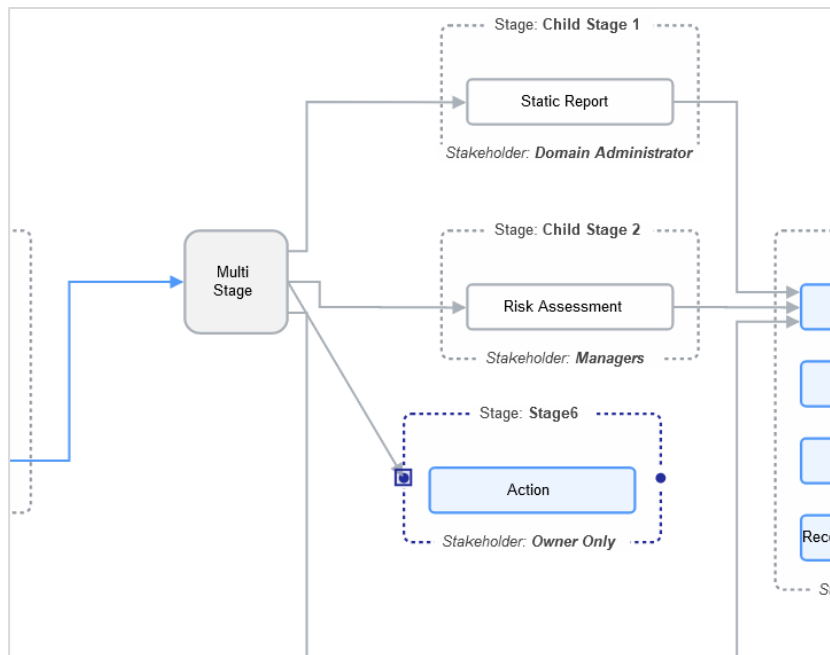 Stage: Child Stage 1
Static Report
Stakeholder: Domain Administrator
Stage: Child Stage 2
Multi
Stage
Risk Assessment
Stakeholder: Managers
Stage: Stage6
Action
Stakeholder: Owner Only